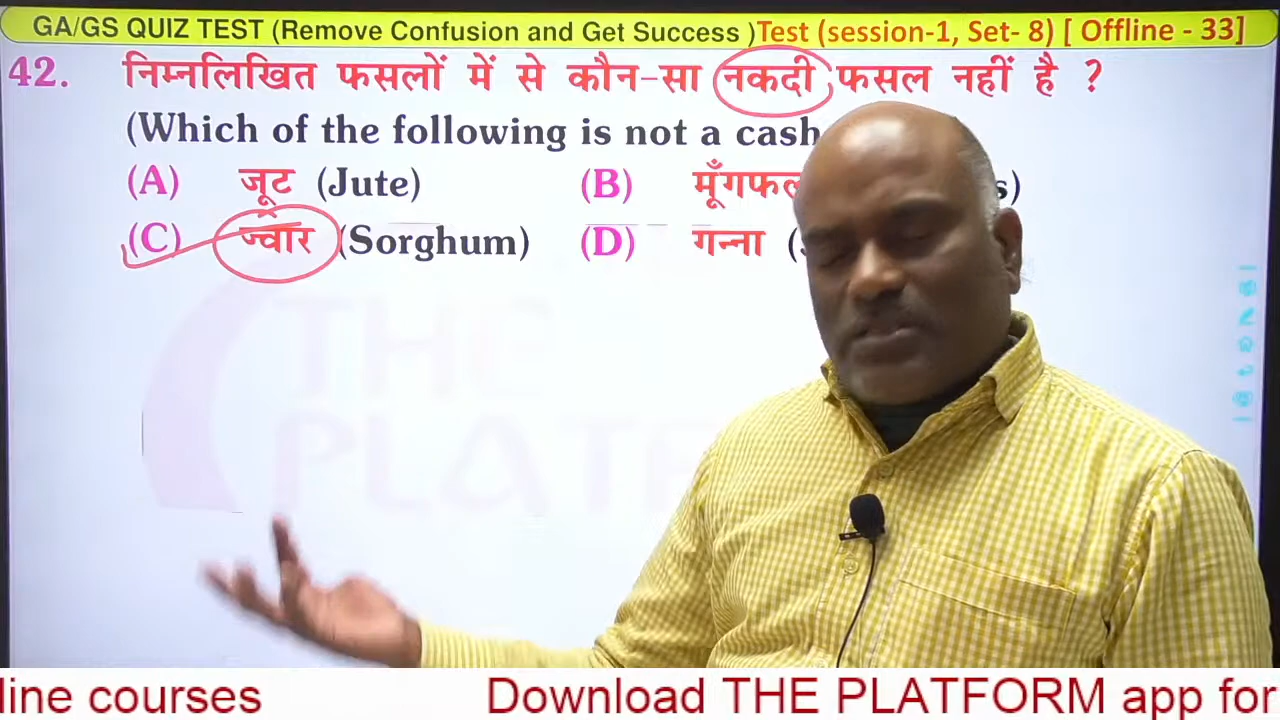 GA/GS QUIZ TEST (Remove Confusion and Get Success )Test (session-1, Set- 8) [ Offline - 33]
42. निम्नलिखित फसलों में से कौन-सा नकदी फसल नहीं है ?
(Which of the following is not a cash
(A) जूट (Jute) (B)
(C) ज्वार (Sorghum) (D) गन्ना
THE
line courses Download THE PLATFORM app for